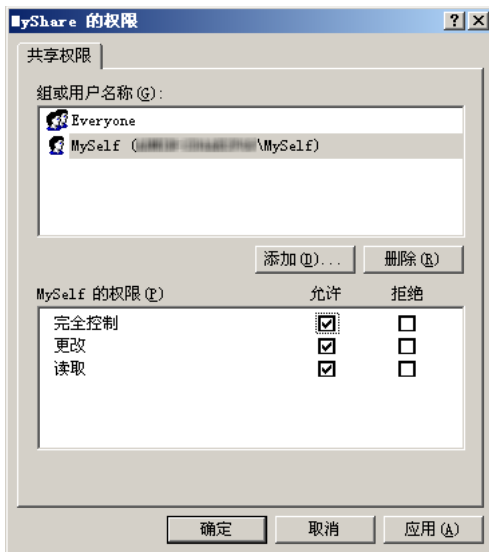 MyShare 的权限
共享权限
组或用户名称(G):
Everyone
MySelf ( \MySelf)
添加(D)... 删除(R)
MySelf 的权限(P) 允许 拒绝
完全控制
更改
读取
确定 取消 应用(A)